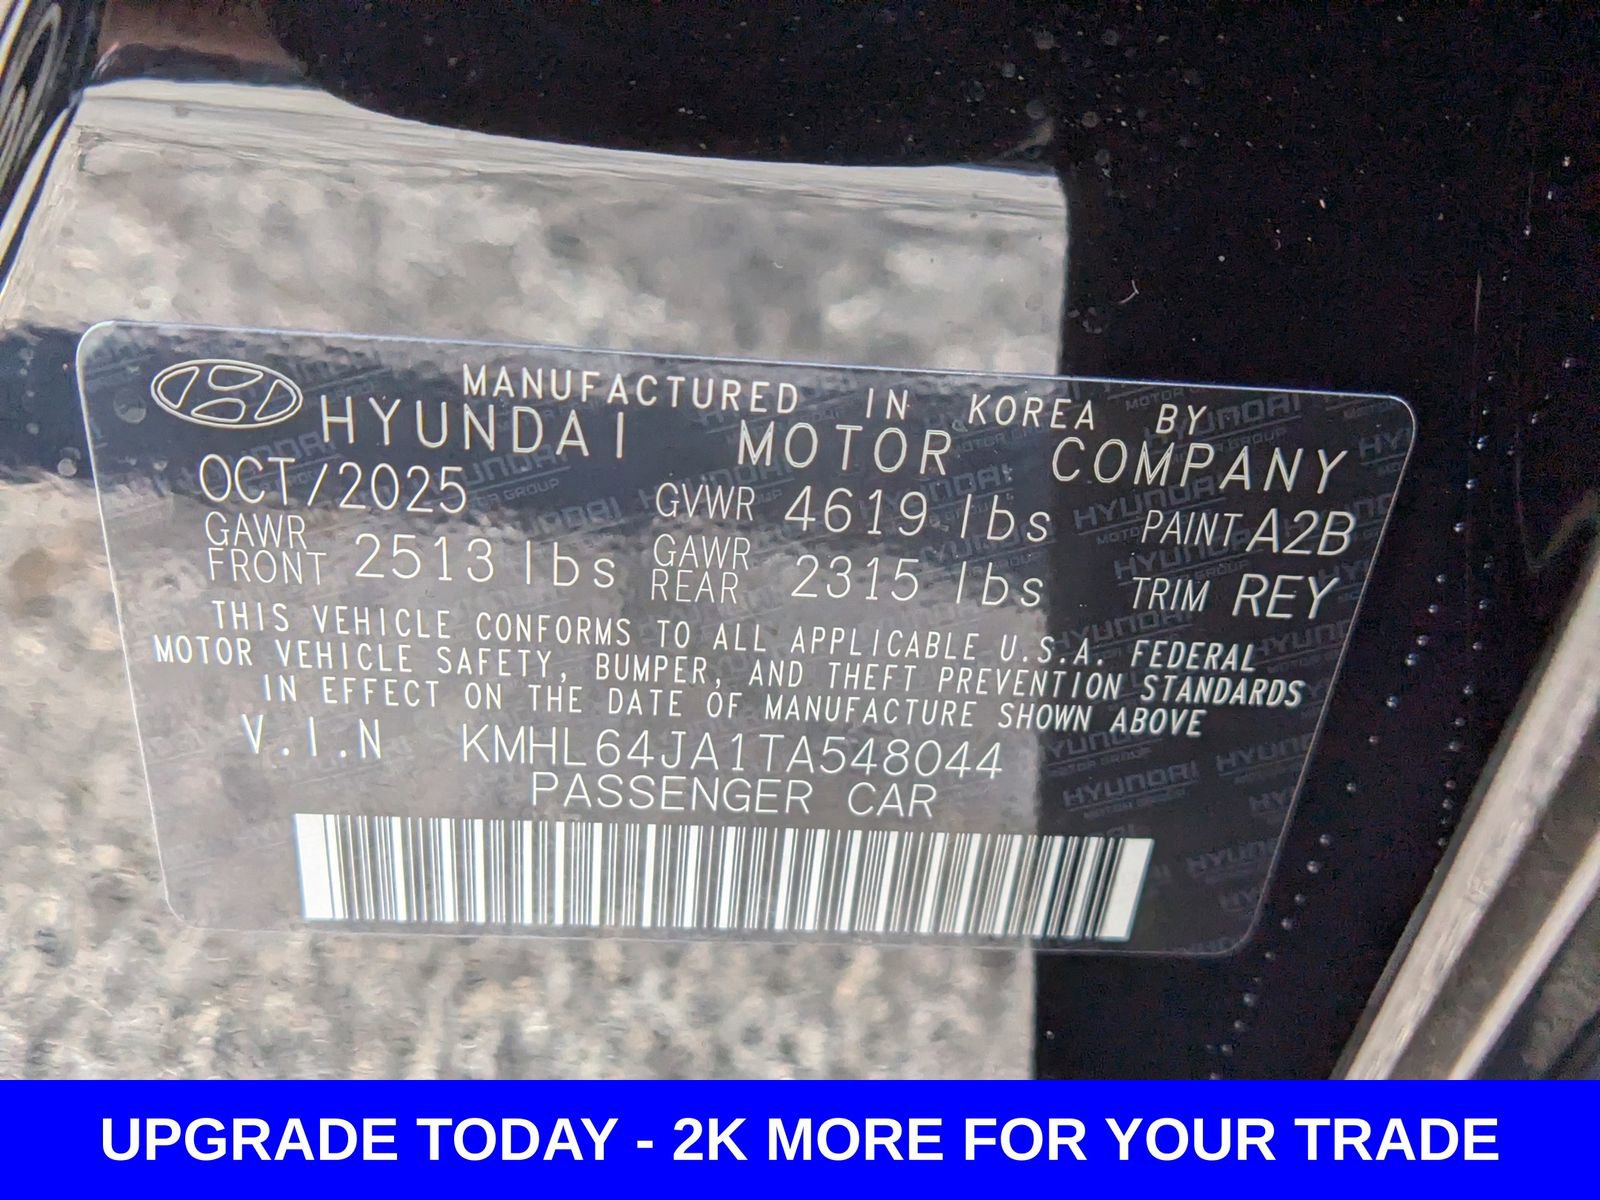 MANUFACTURED IN KOREA BY
HYUNDAI MOTOR COMPANY
OCT/2025 GVWR 4619 lbs PAINT A2B
GAWR FRONT 2513 lbs GAWR REAR 2315 lbs TRIM REY
THIS VEHICLE CONFORMS TO ALL APPLICABLE U.S.A. FEDERAL
MOTOR VEHICLE SAFETY, BUMPER, AND THEFT PREVENTION STANDARDS
IN EFFECT ON THE DATE OF MANUFACTURE SHOWN ABOVE
V.I.N KMHL64JA1TA548044
PASSENGER CAR
UPGRADE TODAY - 2K MORE FOR YOUR TRADE